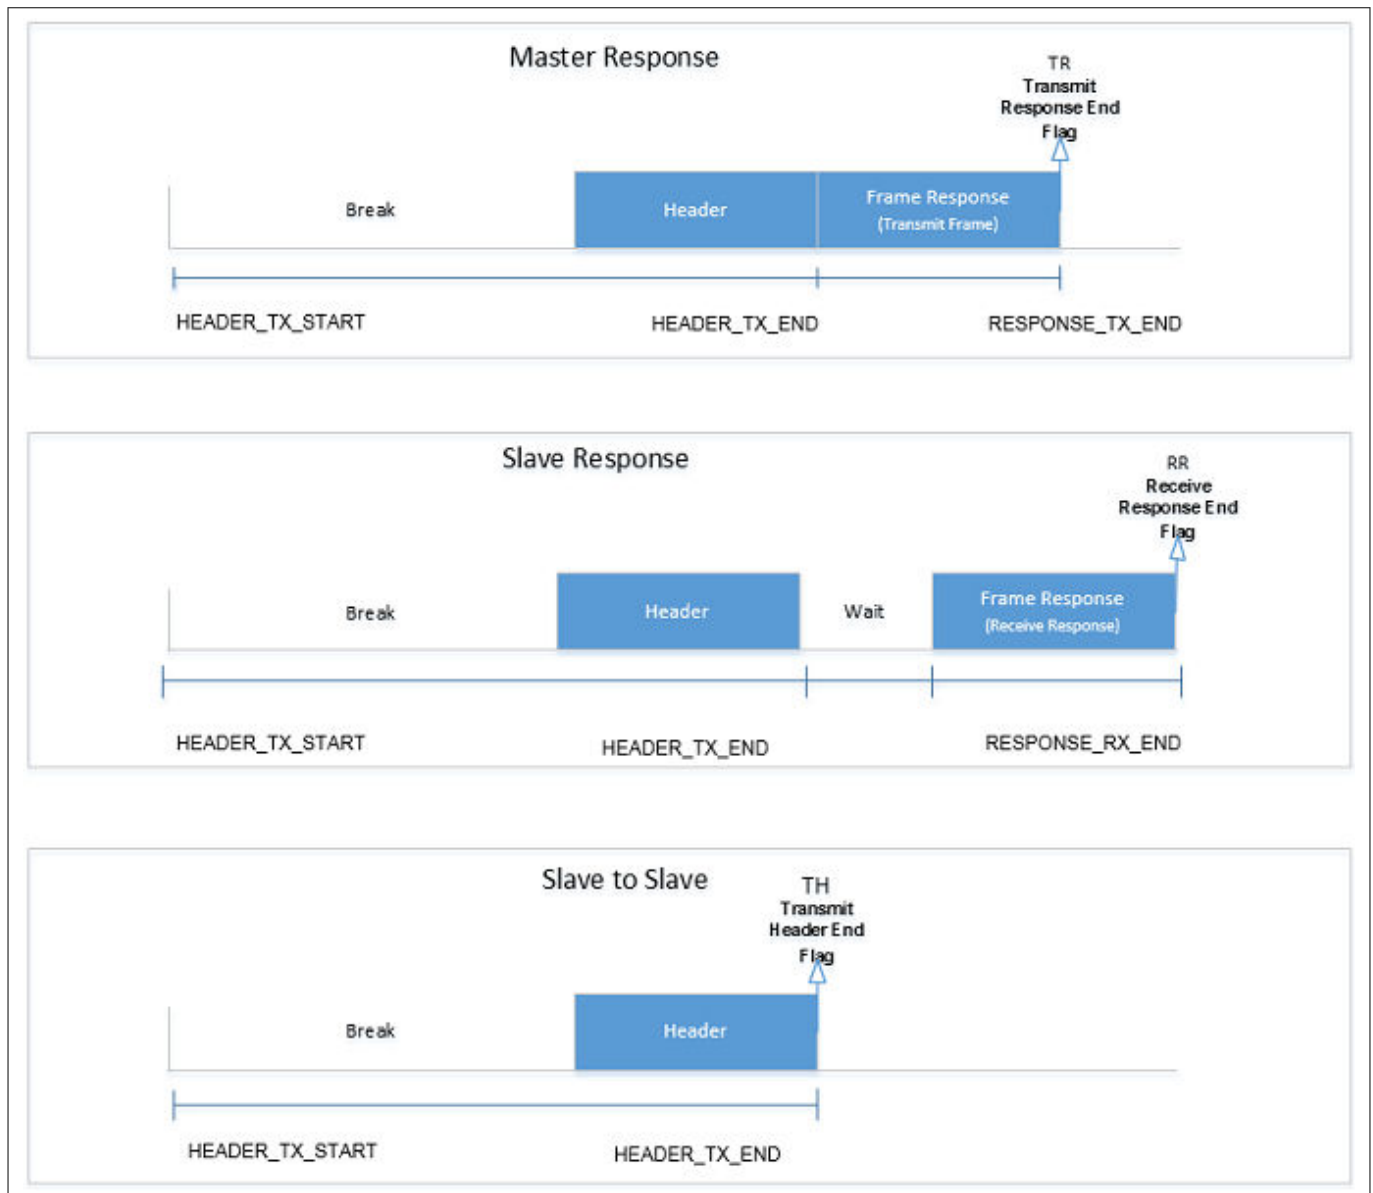 Master Response
TR
Transmit
Response End
Flag
Break
Header
Frame Response
(Transmit Frame)
HEADER_TX_START
HEADER_TX_END
RESPONSE_TX_END
Slave Response
RR
Receive
Response End
Flag
Break
Header
Wait
Frame Response
(Receive Response)
HEADER_TX_START
HEADER_TX_END
RESPONSE_RX_END
Slave to Slave
TH
Transmit
Header End
Flag
Break
Header
HEADER_TX_START
HEADER_TX_END